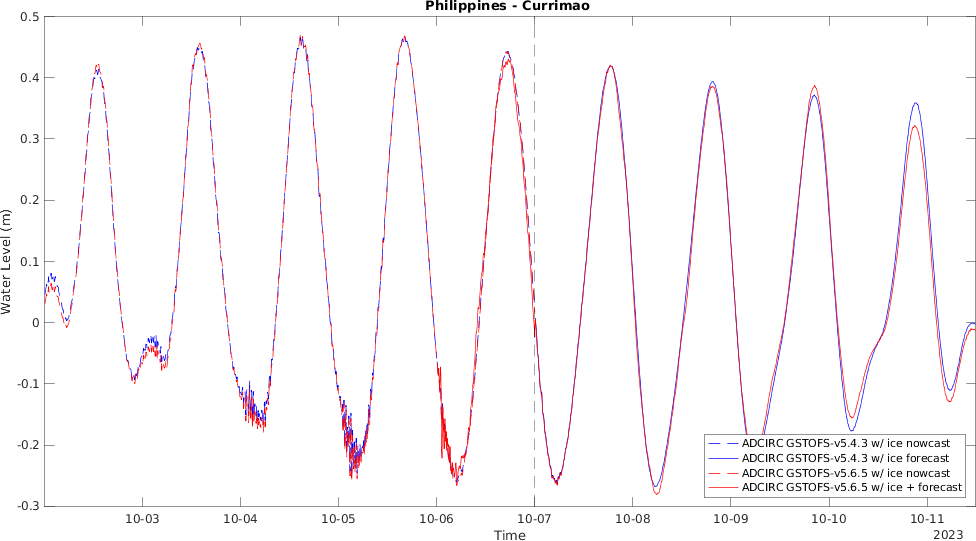 Philippines - Currimao
0.5
0.4
0.3
0.2
0.1
0
-0.1
-0.2
-0.3
Water Level (m)
ADCIRC GSTOFS-v5.4.3 w/ ice nowcast
ADCIRC GSTOFS-v5.4.3 w/ ice forecast
ADCIRC GSTOFS-v5.6.5 w/ ice nowcast
ADCIRC GSTOFS-v5.6.5 w/ ice + forecast
10-03 10-04 10-05 10-06 10-07 10-08 10-09 10-10 10-11
Time
2023